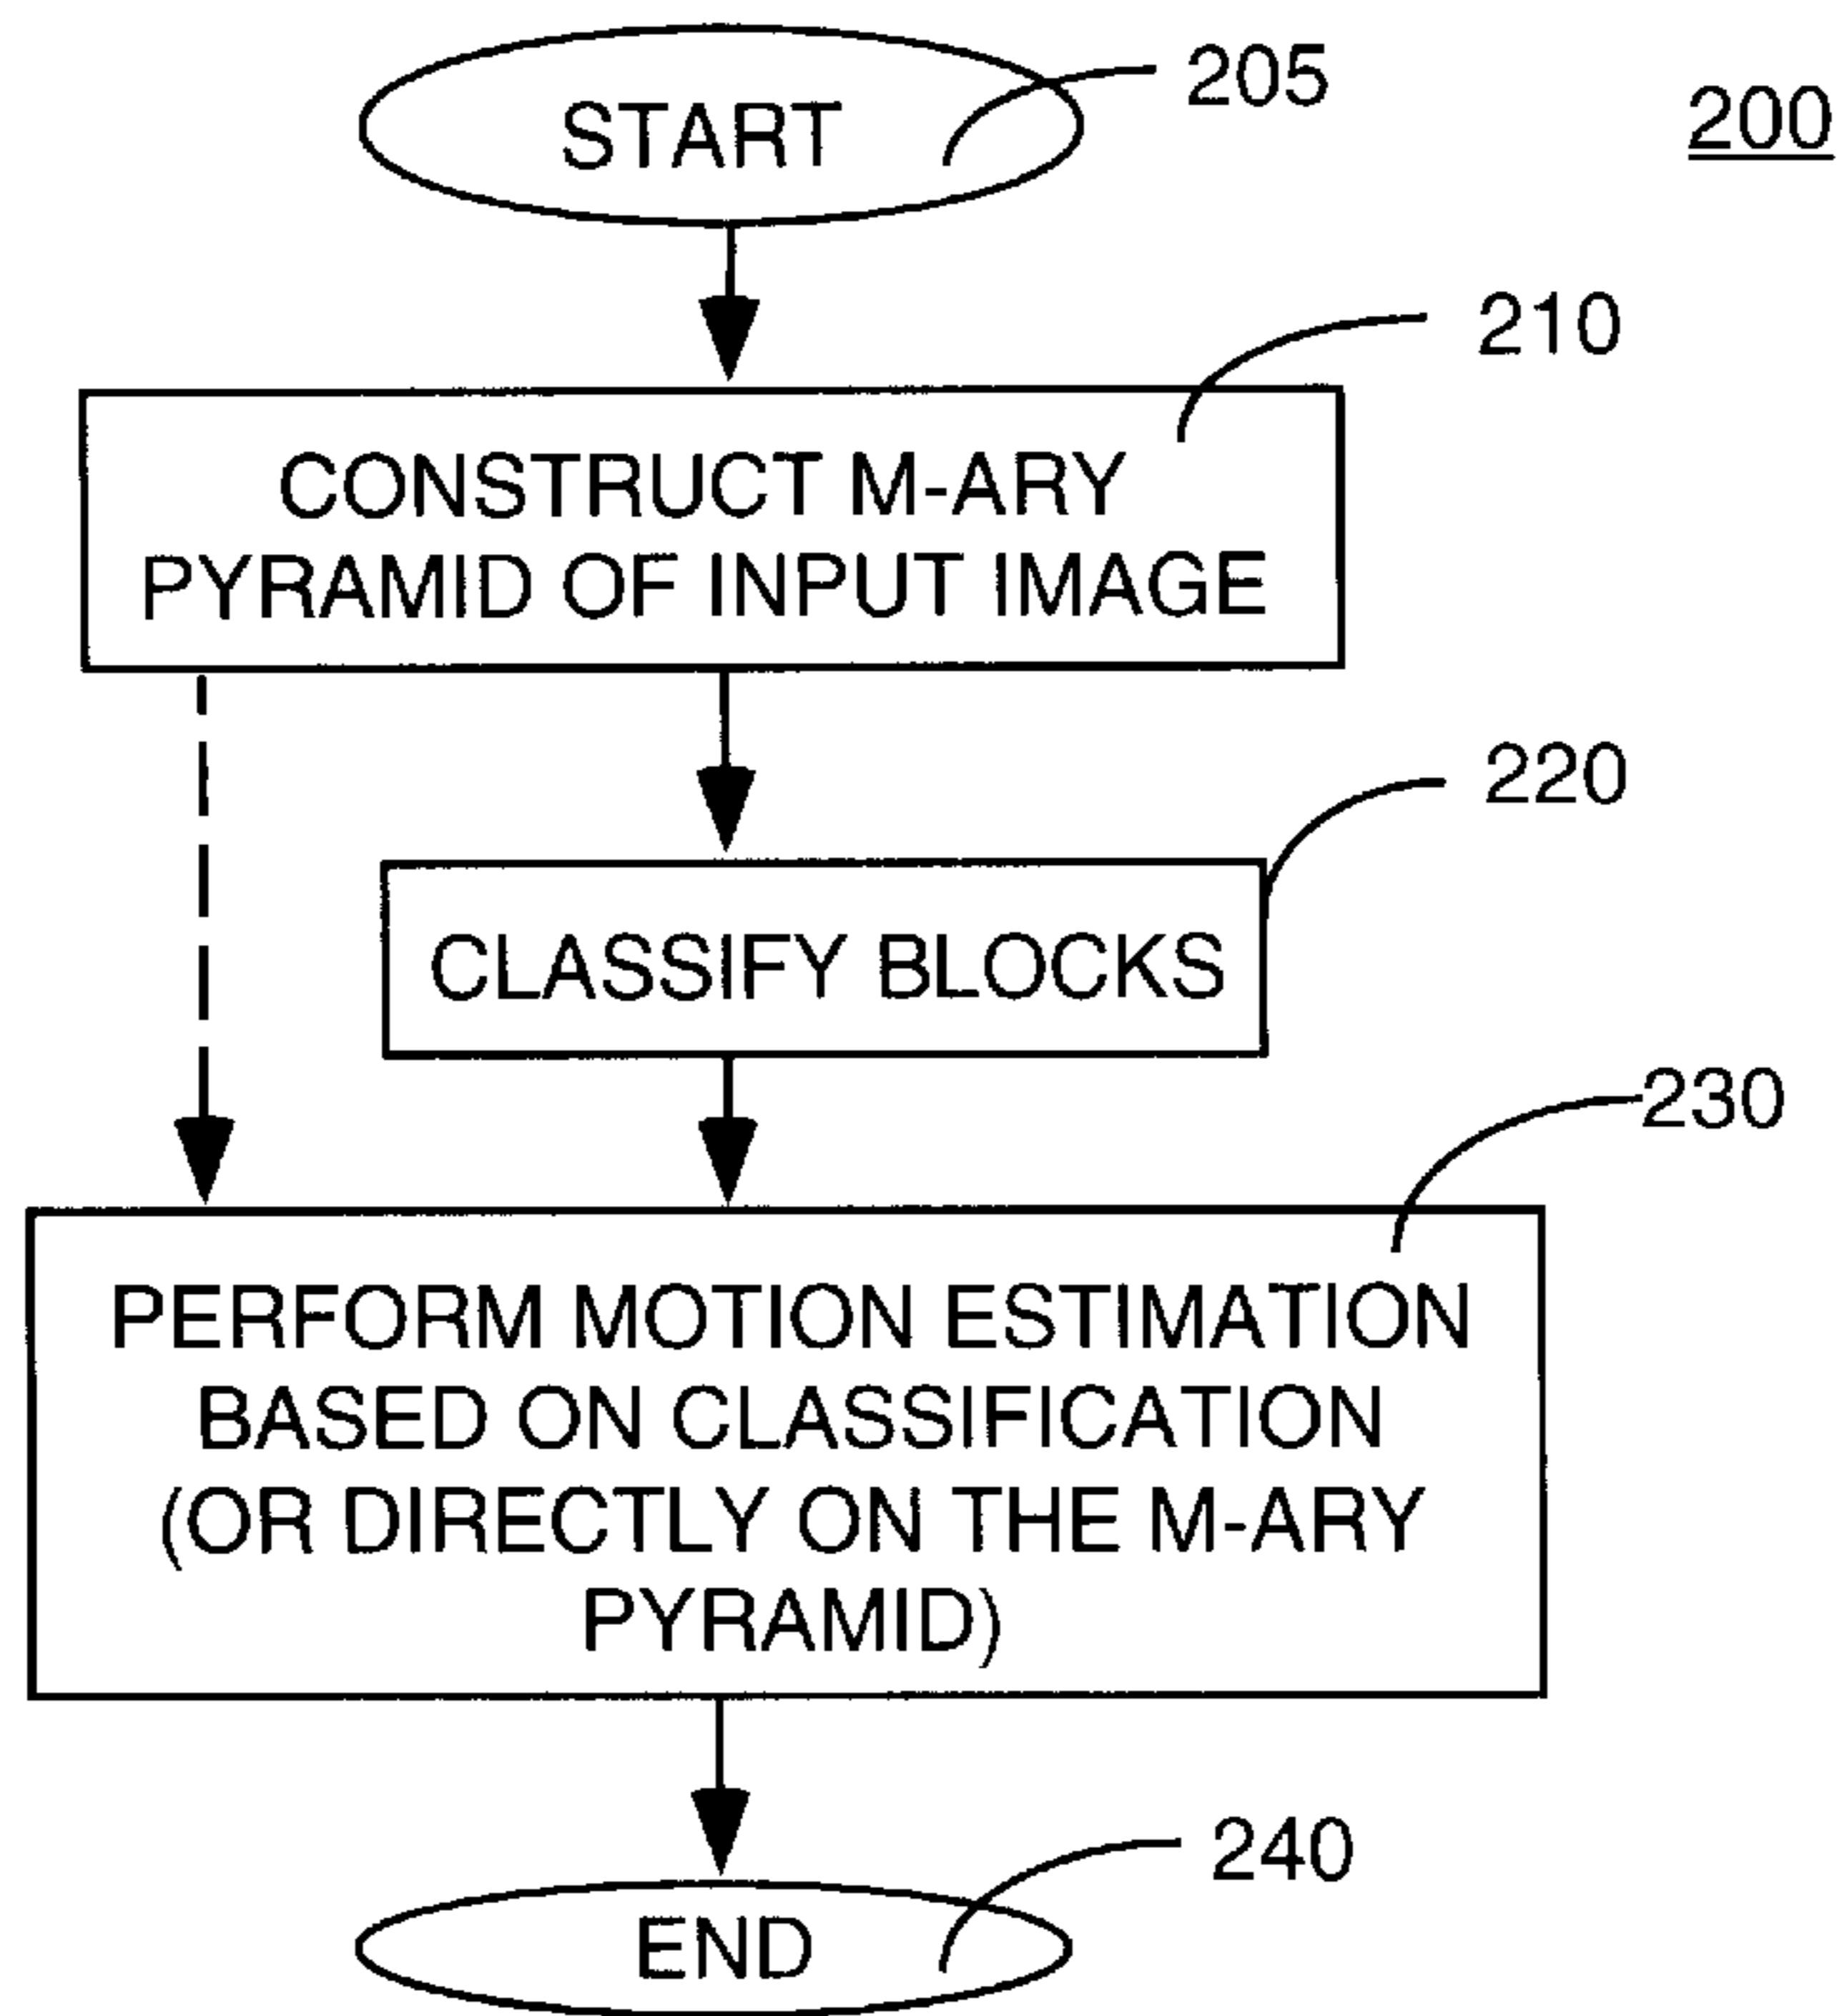 205
200
START
210
CONSTRUCT M-ARY
PYRAMID OF INPUT IMAGE
220
CLASSIFY BLOCKS
230
PERFORM MOTION ESTIMATION
BASED ON CLASSIFICATION
(OR DIRECTLY ON THE M-ARY
PYRAMID)
240
END